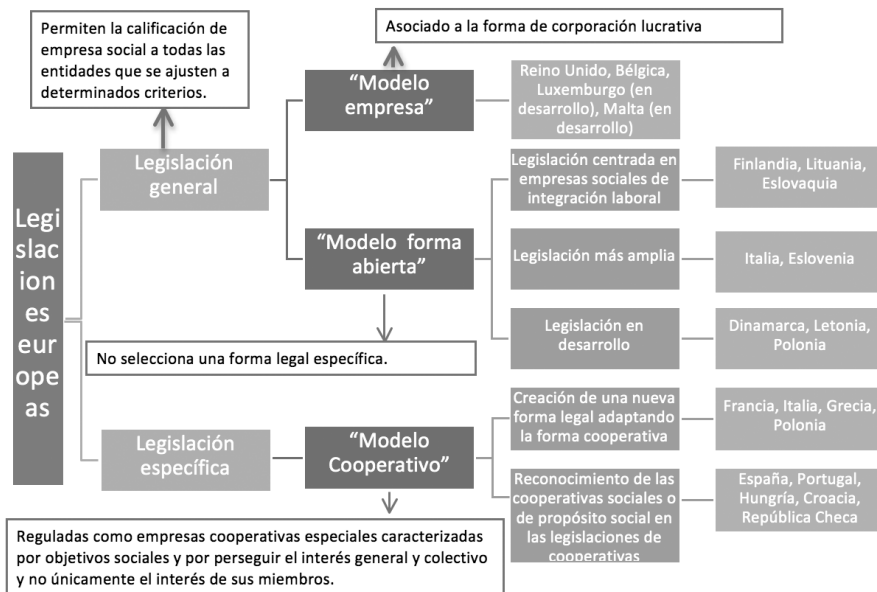 Permiten la calificación de
empresa social a todas las
entidades que se ajusten a
determinados criterios.
Asociado a la forma de corporación lucrativa
“Modelo
empresa”
Reino Unido, Bélgica,
Luxemburgo (en
desarrollo), Malta (en
desarrollo)
Legislación
general
Legislación centrada en
empresas sociales de
integración laboral
Finlandia, Lituania,
Eslovaquia
Legi
slac
ion
es
eur
ope
as
“Modelo forma
abierta”
Legislación más amplia
Italia, Eslovenia
Legislación en
desarrollo
Dinamarca, Letonia,
Polonia
No selecciona una forma legal específica.
Legislación
específica
“Modelo
Cooperativo”
Creación de una nueva
forma legal adaptando
la forma cooperativa
Francia, Italia, Grecia,
Polonia
Reconocimiento de las
cooperativas sociales o
de propósito social en
las legislaciones de
cooperativas
España, Portugal,
Hungría, Croacia,
República Checa
Reguladas como empresas cooperativas especiales caracterizadas
por objetivos sociales y por perseguir el interés general y colectivo
y no únicamente el interés de sus miembros.